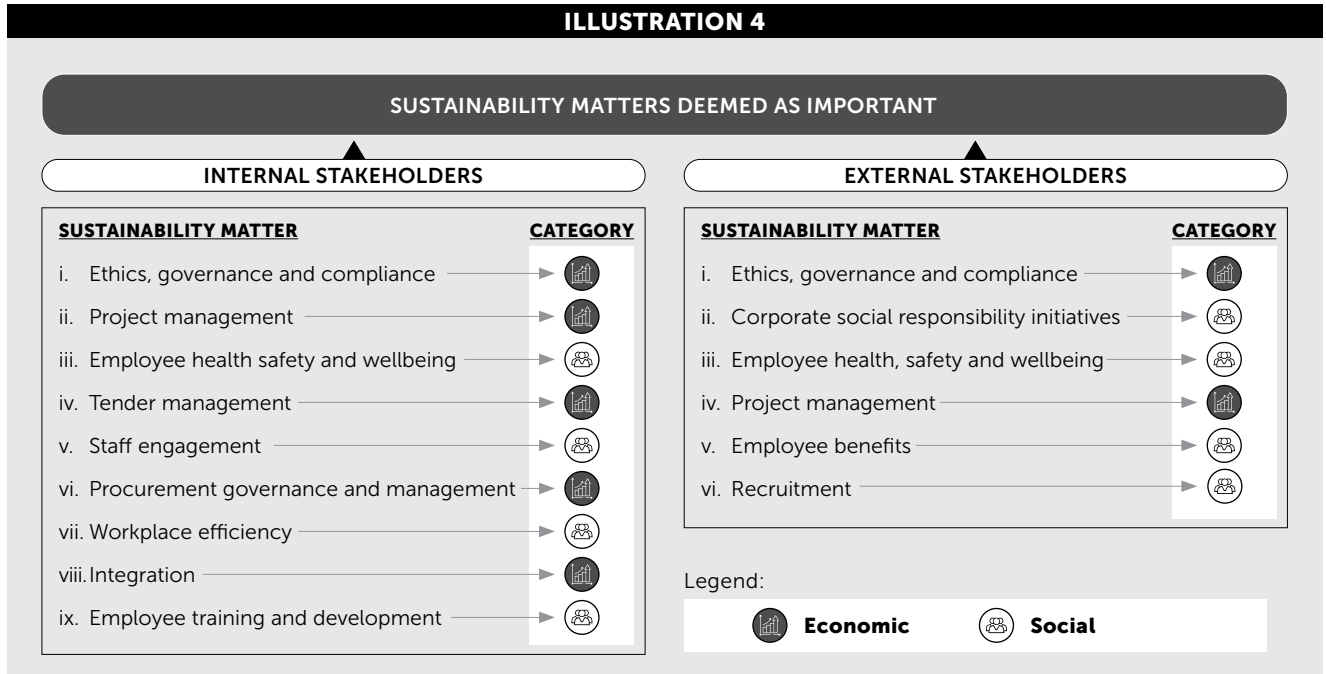 ILLUSTRATION 4
SUSTAINABILITY MATTERS DEEMED AS IMPORTANT
INTERNAL STAKEHOLDERS
SUSTAINABILITY MATTER CATEGORY
i. Ethics, governance and compliance
ii. Project management
iii. Employee health safety and wellbeing
iv. Tender management
v. Staff engagement
vi. Procurement governance and management
vii. Workplace efficiency
viii. Integration
ix. Employee training and development
EXTERNAL STAKEHOLDERS
SUSTAINABILITY MATTER CATEGORY
i. Ethics, governance and compliance
ii. Corporate social responsibility initiatives
iii. Employee health, safety and wellbeing
iv. Project management
v. Employee benefits
vi. Recruitment
Legend:
Economic Social